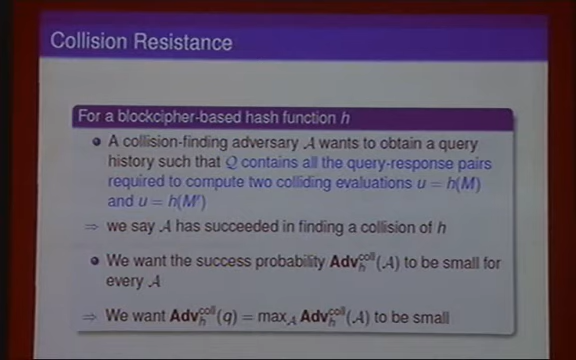 Collision Resistance
For a blockcipher-based hash function h
A collision-finding adversary 𝒜 wants to obtain a query
history such that 𝒬 contains all the query-response pairs
required to compute two colliding evaluations u = h(M)
and u = h(M′)
⇒ we say 𝒜 has succeeded in finding a collision of h
We want the success probability Adv_h^coll(𝒜) to be small for
every 𝒜
⇒ We want Adv_h^coll(q) = max_𝒜 Adv_h^coll(𝒜) to be small